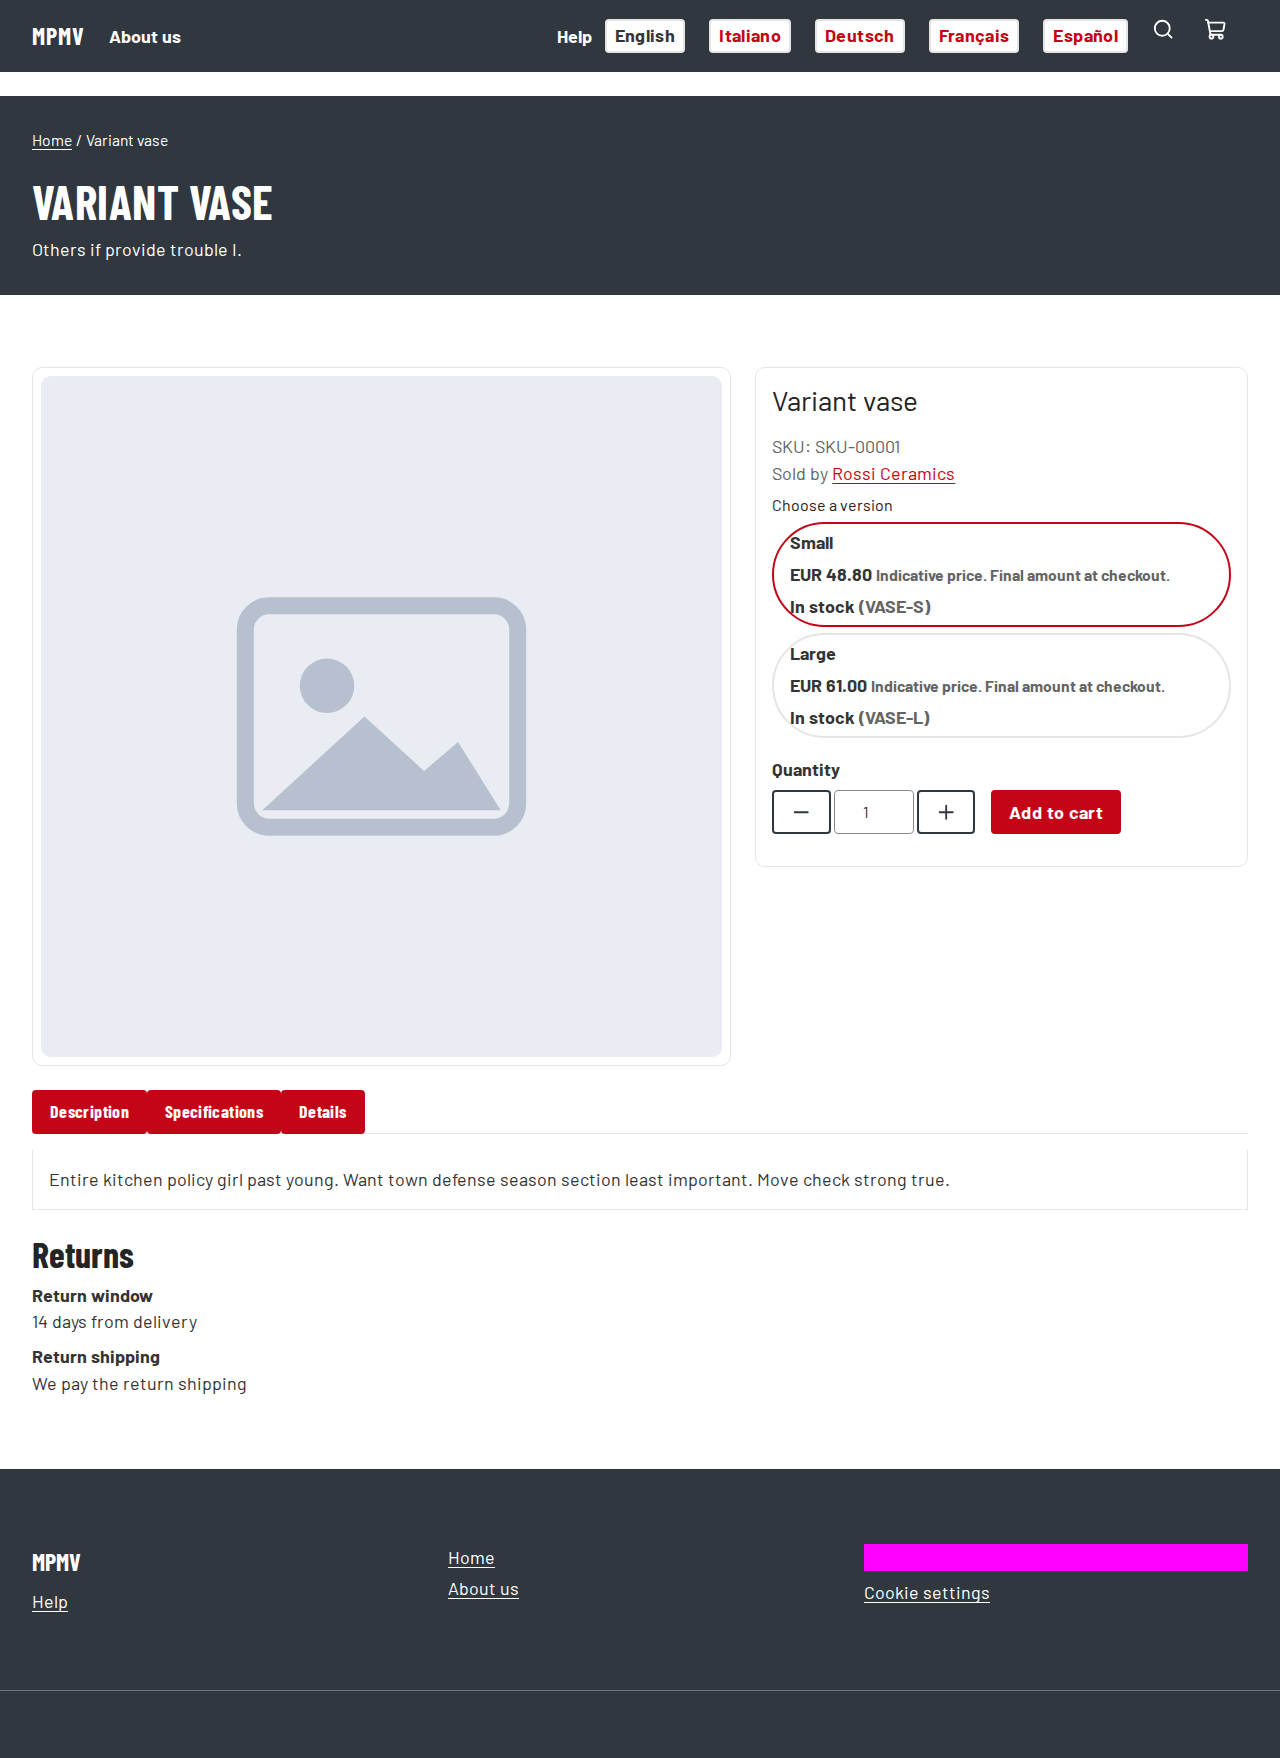 MPMV About us Help English Italiano Deutsch Français Español
Home / Variant vase
VARIANT VASE
Others if provide trouble I.
Variant vase
SKU: SKU-00001
Sold by Rossi Ceramics
Choose a version
Small
EUR 48.80 Indicative price. Final amount at checkout.
In stock (VASE-S)
Large
EUR 61.00 Indicative price. Final amount at checkout.
In stock (VASE-L)
Quantity
1 Add to cart
Description Specifications Details
Entire kitchen policy girl past young. Want town defense season section least important. Move check strong true.
Returns
Return window
14 days from delivery
Return shipping
We pay the return shipping
MPMV
Help
Home
About us
Cookie settings